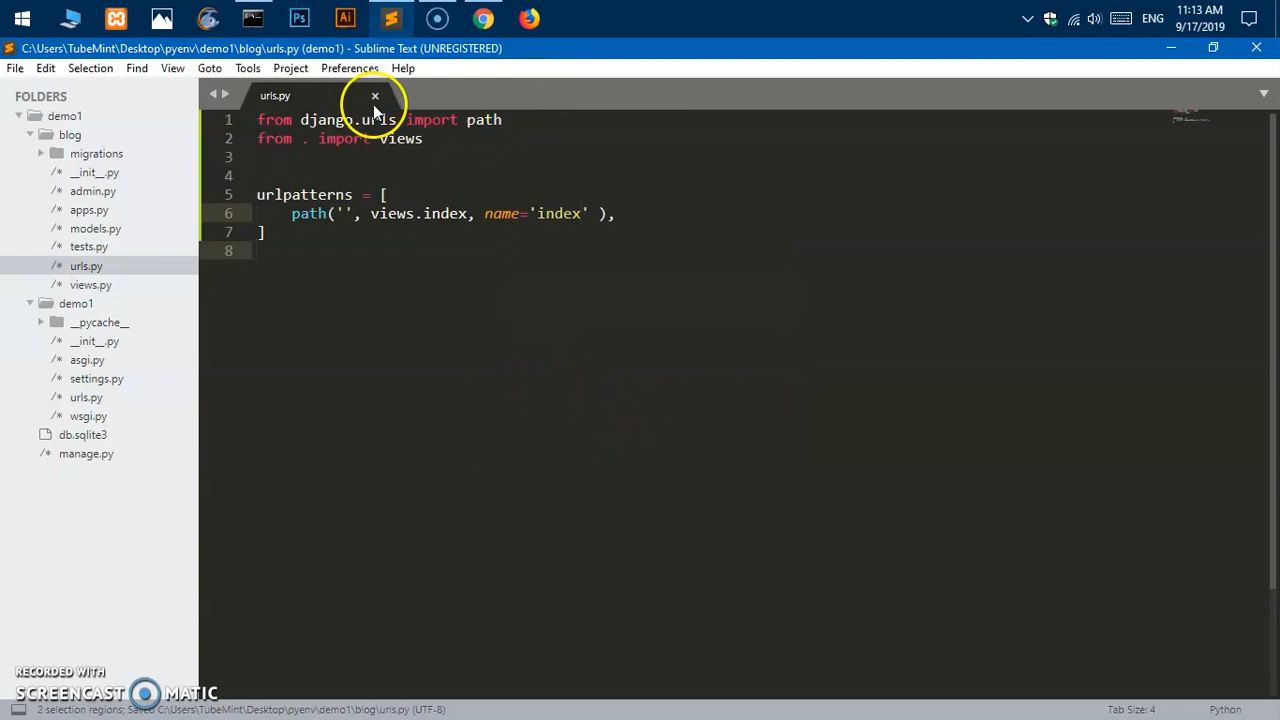 Ps
Ai
ENG
11:13 AM
9/17/2019
C:\Users\TubeMint\Desktop\pyenv\demo1\blog\urls.py (demo1) - Sublime Text (UNREGISTERED)
File Edit Selection Find View Goto Tools Project Preferences Help
FOLDERS
demo1
blog
migrations
/* __init__.py
/* admin.py
/* apps.py
/* models.py
/* tests.py
/* urls.py
/* views.py
demo1
__pycache__
/* __init__.py
/* asgi.py
/* settings.py
/* urls.py
/* wsgi.py
db.sqlite3
/* manage.py
urls.py
1 from django.urls import path
2 from . import views
3
4
5 urlpatterns = [
6 path('', views.index, name='index' ),
7 ]
8
RECORDED WITH
SCREENCAST MATIC
2 selection regions; Saved C:\Users\TubeMint\Desktop\pyenv\demo1\blog\urls.py (UTF-8)
Tab Size: 4
Python